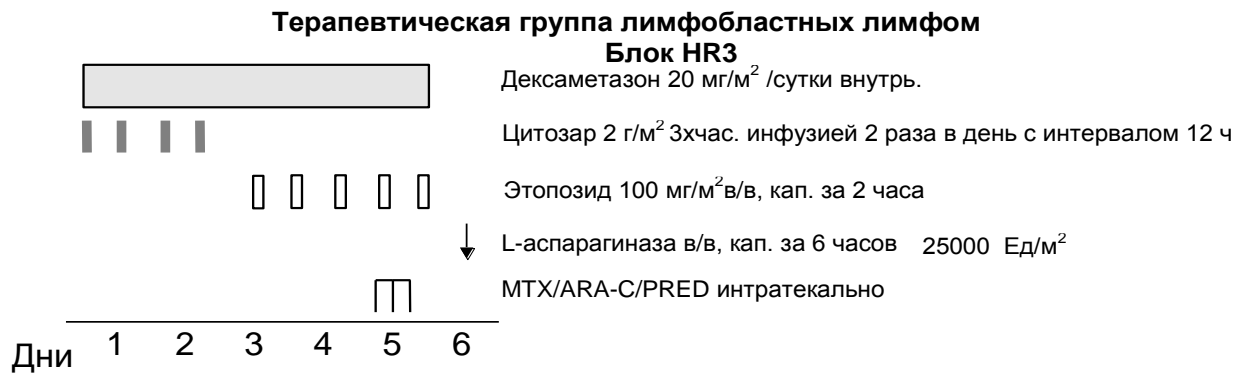 Терапевтическая группа лимфобластных лимфом
Блок HR3
Дексаметазон 20 мг/м² /сутки внутрь.
Цитозар 2 г/м² 3хчас. инфузией 2 раза в день с интервалом 12 ч
Этопозид 100 мг/м²в/в, кап. за 2 часа
L-аспарагиназа в/в, кап. за 6 часов 25000 Ед/м²
MTX/ARA-C/PRED интратекально
Дни 1 2 3 4 5 6